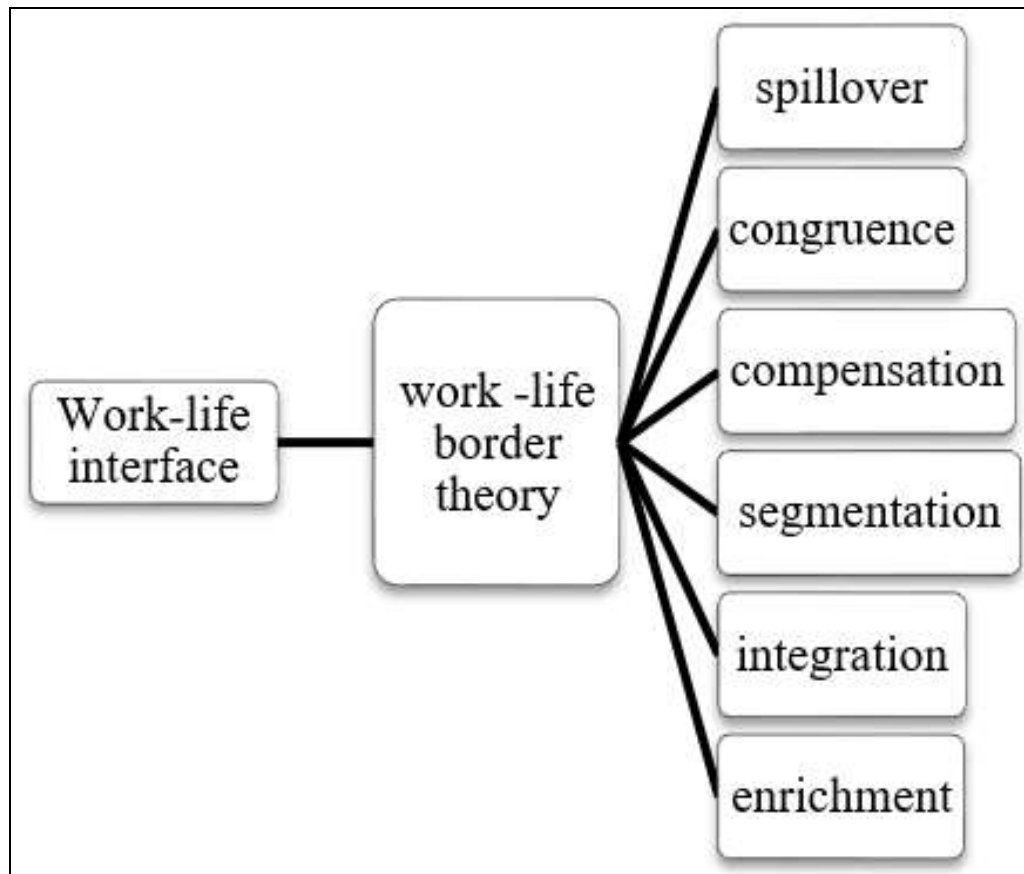 Work-life
interface
work -life
border
theory
spillover
congruence
compensation
segmentation
integration
enrichment